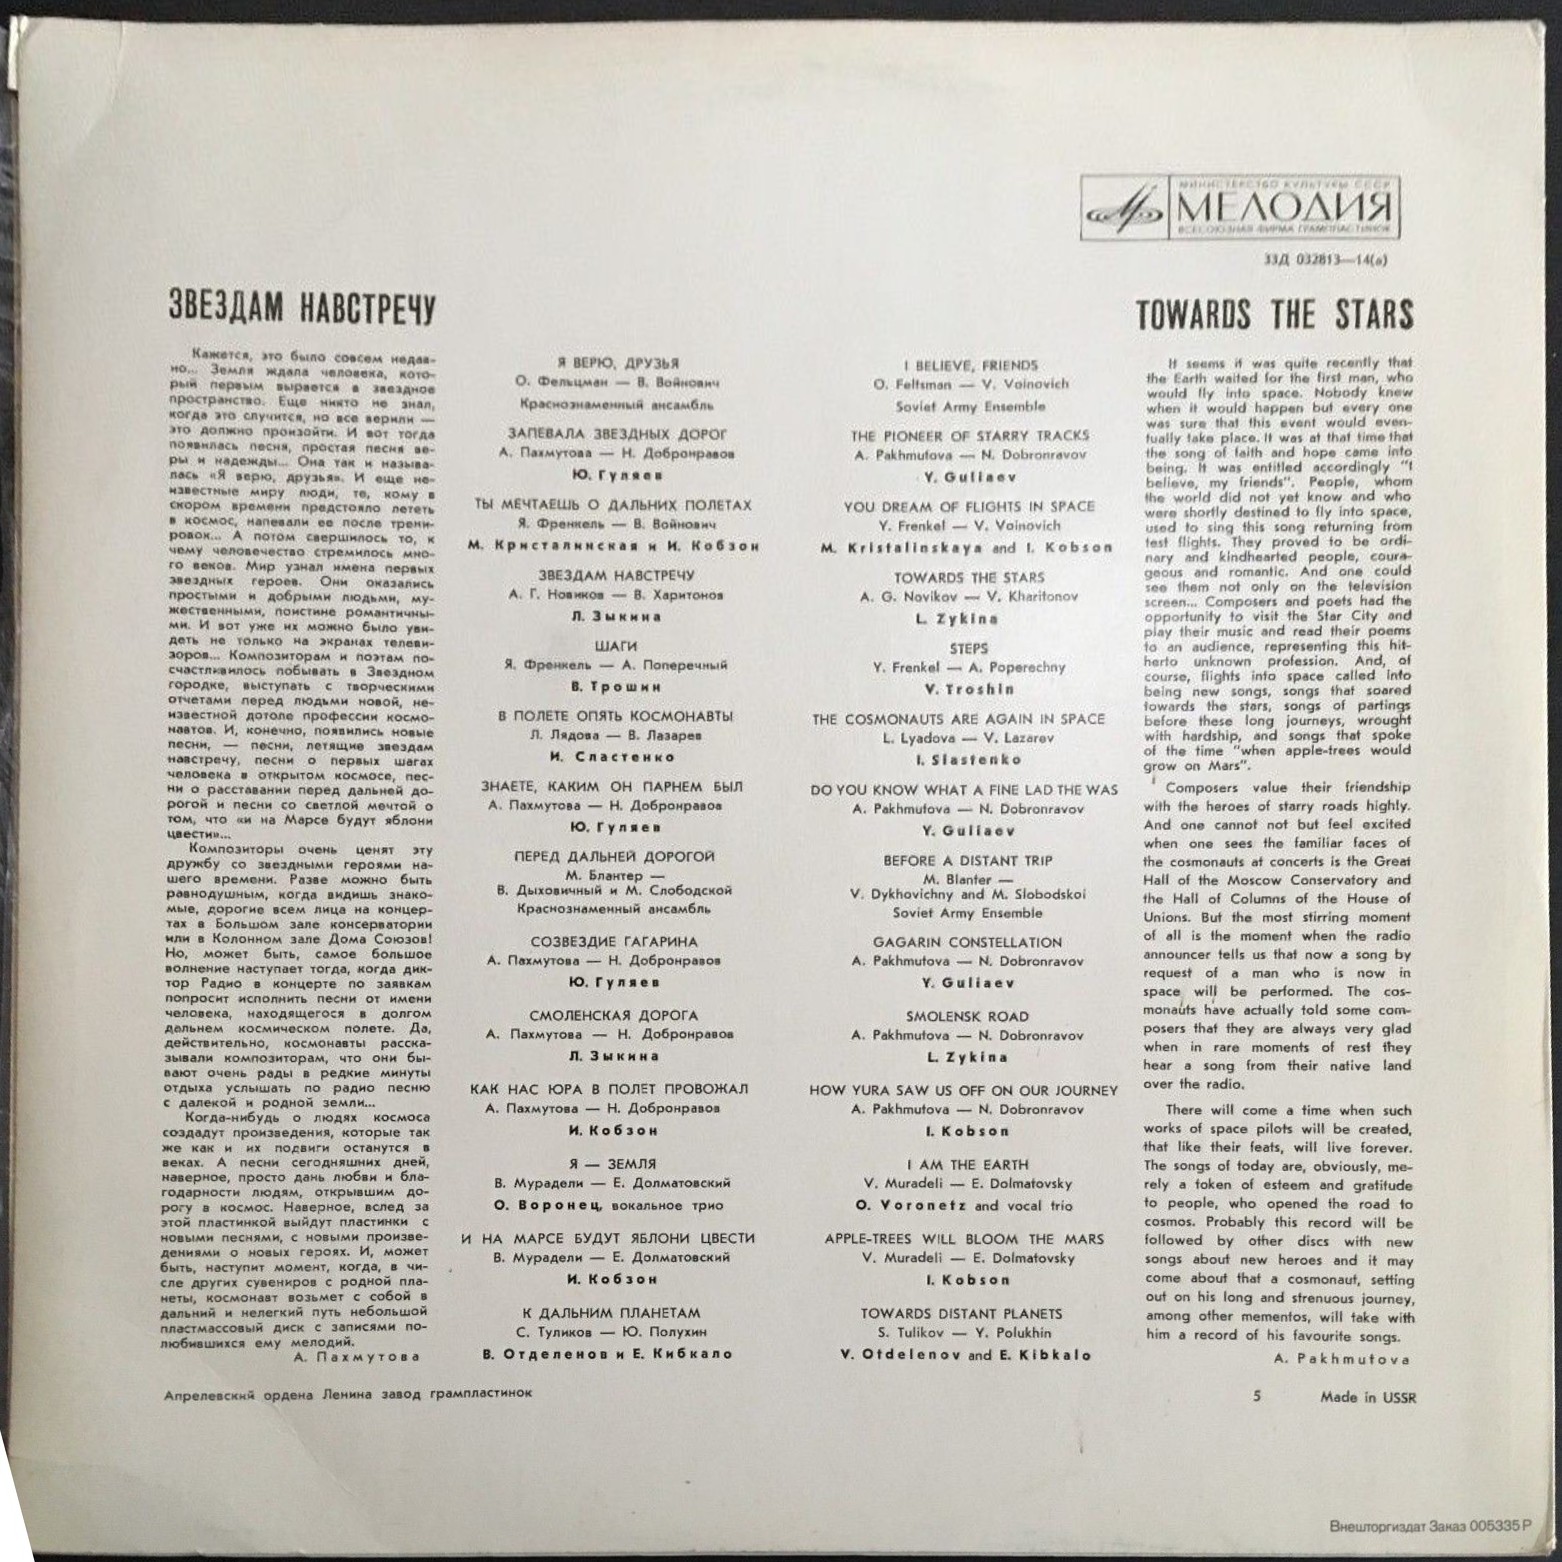 МИНИСТЕРСТВО КУЛЬТУРЫ СССР
МЕЛОДИЯ
ВСЕСОЮЗНАЯ ФИРМА ГРАМПЛАСТИНОК
33Д 032813—14(а)
ЗВЕЗДАМ НАВСТРЕЧУ
Кажется, это было совсем недав-
но... Земля ждала человека, кото-
рый первым вырвется в звездное
пространство. Еще никто не знал,
когда это случится, но все верили —
это должно произойти. И вот тогда
появилась песня, простая песня ве-
ры и надежды... Она так и называ-
лась «Я верю, друзья». И еще не-
известные миру люди, те, кому в
скором времени предстояло лететь
в космос, напевали ее после трени-
ровок... А потом свершилось то, к
чему человечество стремилось мно-
го веков. Мир узнал имена первых
звездных героев. Они оказались
простыми и добрыми людьми, му-
жественными, поистине романтичны-
ми. И вот уже их можно было уви-
деть не только на экранах телеви-
зоров... Композиторам и поэтам по-
счастливилось побывать в Звездном
городке, выступать с творческими
отчетами перед людьми новой, не-
известной дотоле профессии космо-
навтов. И, конечно, появились новые
песни, — песни, летящие звездам
навстречу, песни о первых шагах
человека в открытом космосе, пес-
ни о расставании перед дальней до-
рогой и песни со светлой мечтой о
том, что «и на Марсе будут яблони
цвести»...
Композиторы очень ценят эту
дружбу со звездными героями на-
шего времени. Разве можно быть
равнодушным, когда видишь знако-
мые, дорогие всем лица на концер-
тах в Большом зале консерватории
или в Колонном зале Дома Союзов!
Но, может быть, самое большое
волнение наступает тогда, когда дик-
тор Радио в концерте по заявкам
попросит исполнить песни от имени
человека, находящегося в долгом
дальнем космическом полете. Да,
действительно, космонавты расска-
зывали композиторам, что они бы-
вают очень рады в редкие минуты
отдыха услышать по радио песню
с далекой и родной земли...
Когда-нибудь о людях космоса
создадут произведения, которые так
же как и их подвиги останутся в
веках. А песни сегодняшних дней,
наверное, просто дань любви и бла-
годарности людям, открывшим до-
рогу в космос. Наверное, вслед за
этой пластинкой выйдут пластинки с
новыми песнями, с новыми произве-
дениями о новых героях. И, может
быть, наступит момент, когда, в чи-
сле других сувениров с родной пла-
неты, космонавт возьмет с собой в
дальний и нелегкий путь небольшой
пластмассовый диск с записями по-
любившихся ему мелодий.
А. Пахмутова
Я ВЕРЮ, ДРУЗЬЯ
О. Фельцман — В. Войнович
Краснознаменный ансамбль
ЗАПЕВАЛА ЗВЕЗДНЫХ ДОРОГ
А. Пахмутова — Н. Добронравов
Ю. Гуляев
ТЫ МЕЧТАЕШЬ О ДАЛЬНИХ ПОЛЕТАХ
Я. Френкель — В. Войнович
М. Кристалинская и И. Кобзон
ЗВЕЗДАМ НАВСТРЕЧУ
А. Г. Новиков — В. Харитонов
Л. Зыкина
ШАГИ
Я. Френкель — А. Поперечный
В. Трошин
В ПОЛЕТЕ ОПЯТЬ КОСМОНАВТЫ
Л. Лядова — В. Лазарев
И. Сластенко
ЗНАЕТЕ, КАКИМ ОН ПАРНЕМ БЫЛ
А. Пахмутова — Н. Добронравов
Ю. Гуляев
ПЕРЕД ДАЛЬНЕЙ ДОРОГОЙ
М. Блантер —
В. Дыховичный и М. Слободской
Краснознаменный ансамбль
СОЗВЕЗДИЕ ГАГАРИНА
А. Пахмутова — Н. Добронравов
Ю. Гуляев
СМОЛЕНСКАЯ ДОРОГА
А. Пахмутова — Н. Добронравов
Л. Зыкина
КАК НАС ЮРА В ПОЛЕТ ПРОВОЖАЛ
А. Пахмутова — Н. Добронравов
И. Кобзон
Я — ЗЕМЛЯ
В. Мурадели — Е. Долматовский
О. Воронец, вокальное трио
И НА МАРСЕ БУДУТ ЯБЛОНИ ЦВЕСТИ
В. Мурадели — Е. Долматовский
И. Кобзон
К ДАЛЬНИМ ПЛАНЕТАМ
С. Туликов — Ю. Полухин
В. Отделенов и Е. Кибкало
I BELIEVE, FRIENDS
O. Feltsman — V. Voinovich
Soviet Army Ensemble
THE PIONEER OF STARRY TRACKS
A. Pakhmutova — N. Dobronravov
Y. Guliaev
YOU DREAM OF FLIGHTS IN SPACE
Y. Frenkel — V. Voinovich
M. Kristalinskaya and I. Kobson
TOWARDS THE STARS
A. G. Novikov — V. Kharitonov
L. Zykina
STEPS
Y. Frenkel — A. Poperechny
V. Troshin
THE COSMONAUTS ARE AGAIN IN SPACE
L. Lyadova — V. Lazarev
I. Slastenko
DO YOU KNOW WHAT A FINE LAD THE WAS
A. Pakhmutova — N. Dobronravov
Y. Guliaev
BEFORE A DISTANT TRIP
M. Blanter —
V. Dykhovichny and M. Slobodskoi
Soviet Army Ensemble
GAGARIN CONSTELLATION
A. Pakhmutova — N. Dobronravov
Y. Guliaev
SMOLENSK ROAD
A. Pakhmutova — N. Dobronravov
L. Zykina
HOW YURA SAW US OFF ON OUR JOURNEY
A. Pakhmutova — N. Dobronravov
I. Kobson
I AM THE EARTH
V. Muradeli — E. Dolmatovsky
O. Voronetz and vocal trio
APPLE-TREES WILL BLOOM THE MARS
V. Muradeli — E. Dolmatovsky
I. Kobson
TOWARDS DISTANT PLANETS
S. Tulikov — Y. Polukhin
V. Otdelenov and E. Kibkalo
TOWARDS THE STARS
It seems it was quite recently that
the Earth waited for the first man, who
would fly into space. Nobody knew
when it would happen but every one
was sure that this event would even-
tually take place. It was at that time that
the song of faith and hope came into
being. It was entitled accordingly "I
believe, my friends". People, whom
the world did not yet know and who
were shortly destined to fly into space,
used to sing this song returning from
test flights. They proved to be ordi-
nary and kindhearted people, coura-
geous and romantic. And one could
see them not only on the television
screen... Composers and poets had the
opportunity to visit the Star City and
play their music and read their poems
to an audience, representing this hit-
herto unknown profession. And, of
course, flights into space called into
being new songs, songs that soared
towards the stars, songs of partings
before these long journeys, wrought
with hardship, and songs that spoke
of the time "when apple-trees would
grow on Mars".
Composers value their friendship
with the heroes of starry roads highly.
And one cannot not but feel excited
when one sees the familiar faces of
the cosmonauts at concerts is the Great
Hall of the Moscow Conservatory and
the Hall of Columns of the House of
Unions. But the most stirring moment
of all is the moment when the radio
announcer tells us that now a song by
request of a man who is now in
space will be performed. The cos-
monauts have actually told some com-
posers that they are always very glad
when in rare moments of rest they
hear a song from their native land
over the radio.
There will come a time when such
works of space pilots will be created,
that like their feats, will live forever.
The songs of today are, obviously, me-
rely a token of esteem and gratitude
to people, who opened the road to
cosmos. Probably this record will be
followed by other discs with new
songs about new heroes and it may
come about that a cosmonaut, setting
out on his long and strenuous journey,
among other mementos, will take with
him a record of his favourite songs.
A. Pakhmutova
Апрелевский ордена Ленина завод грампластинок
5 Made in USSR
Внешторгиздат Заказ 005335Р